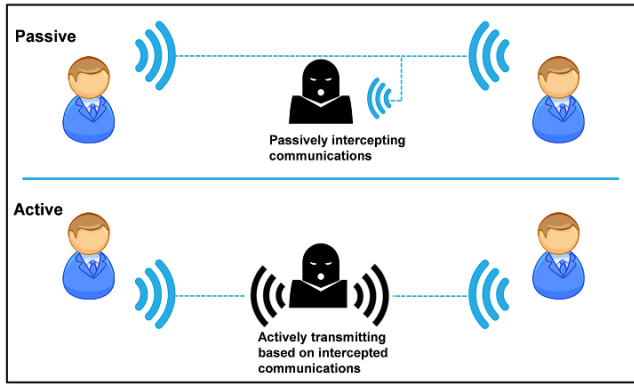 Passive
Passively intercepting
communications
Active
Actively transmitting
based on intercepted
communications